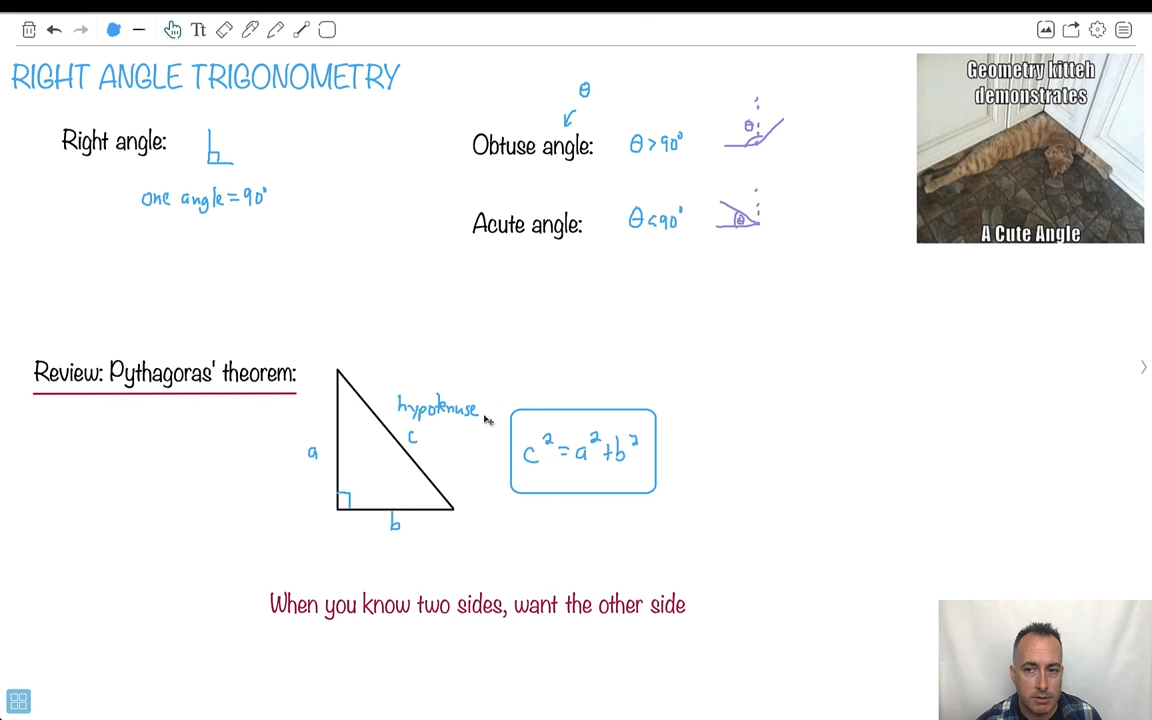 Tt
RIGHT ANGLE TRIGONOMETRY
Right angle:
one angle = 90°
θ
Obtuse angle: θ > 90°
θ
Acute angle: θ < 90°
θ
Geometry kitteh
demonstrates
A Cute Angle
Review: Pythagoras' theorem:
hypotenuse
c
a
b
c² = a² + b²
When you know two sides, want the other side